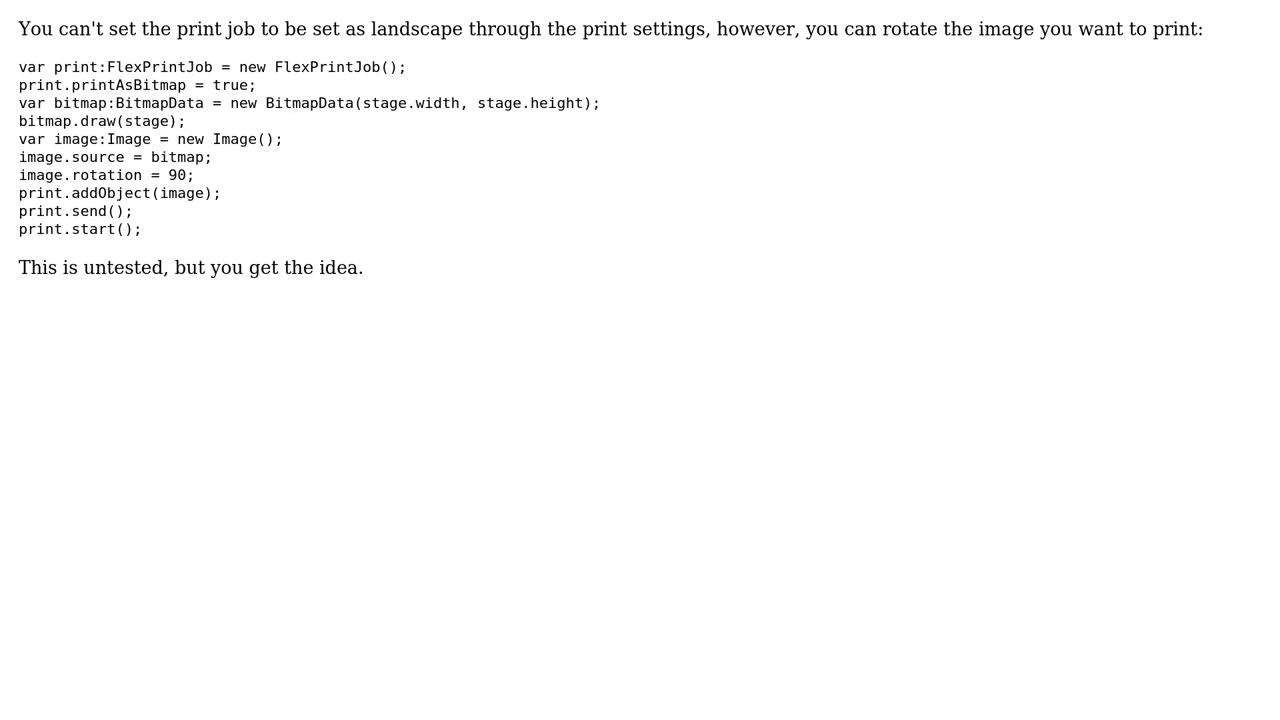 You can't set the print job to be set as landscape through the print settings, however, you can rotate the image you want to print:
var print:FlexPrintJob = new FlexPrintJob();
print.printAsBitmap = true;
var bitmap:BitmapData = new BitmapData(stage.width, stage.height);
bitmap.draw(stage);
var image:Image = new Image();
image.source = bitmap;
image.rotation = 90;
print.addObject(image);
print.send();
print.start();
This is untested, but you get the idea.